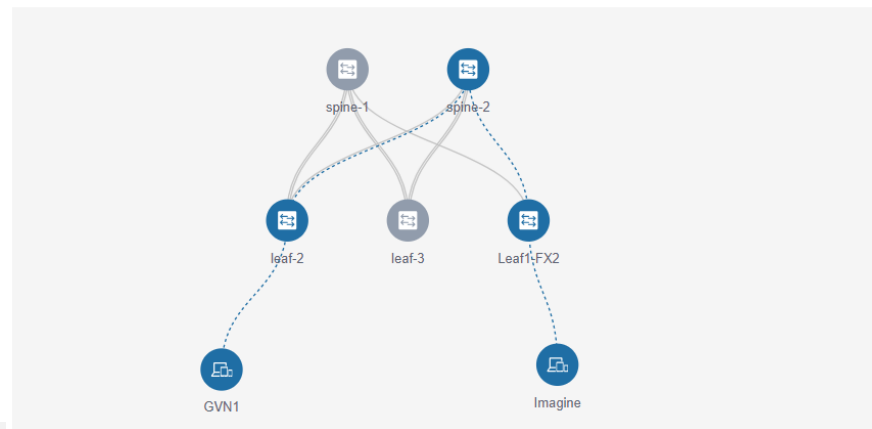 spine-1
spine-2
leaf-2
leaf-3
Leaf1-FX2
GVN1
Imagine